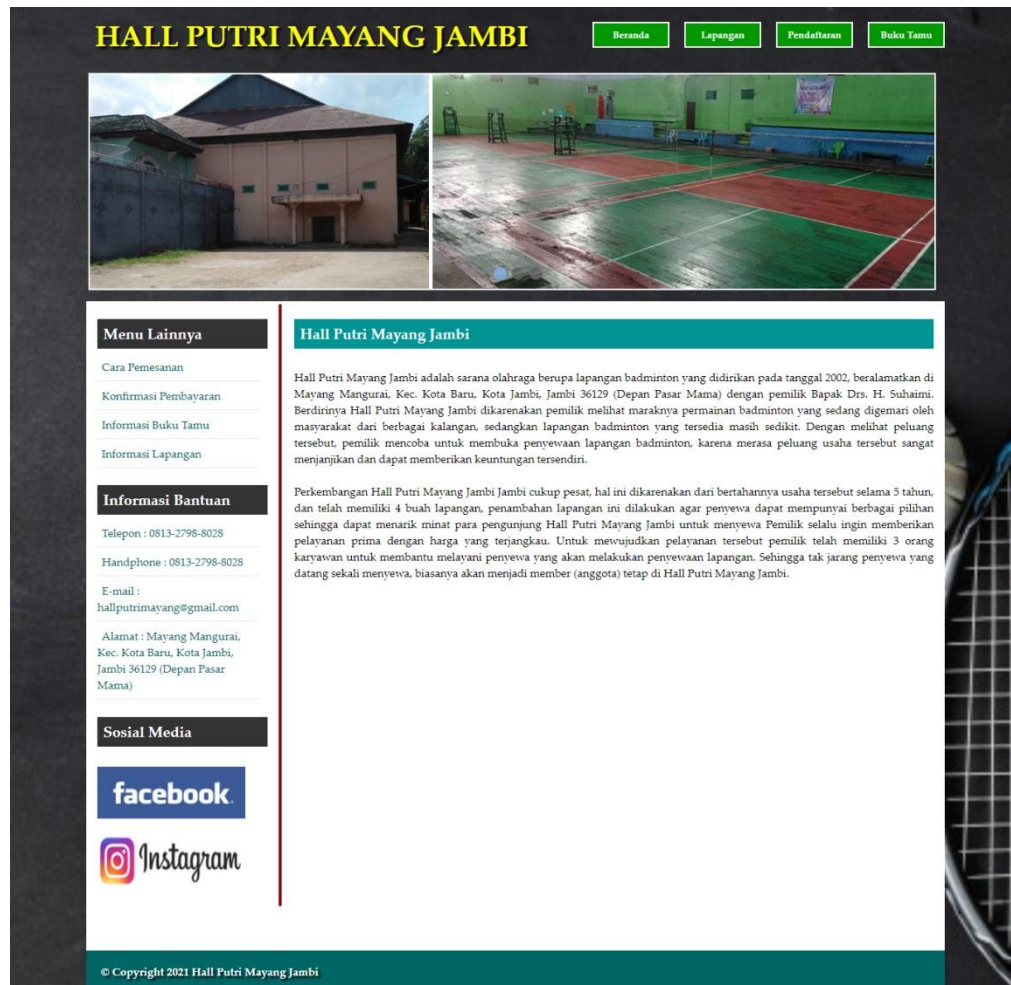 HALL PUTRI MAYANG JAMBI
Beranda
Lapangan
Pendaftaran
Buku Tamu
Menu Lainnya
Cara Pemesanan
Konfirmasi Pembayaran
Informasi Buku Tamu
Informasi Lapangan
Informasi Bantuan
Telepon : 0813-2798-8028
Handphone : 0813-2798-8028
E-mail :
hallputrimayang@gmail.com
Alamat : Mayang Mangurai,
Kec. Kota Baru, Kota Jambi,
Jambi 36129 (Depan Pasar
Mama)
Sosial Media
facebook.
Instagram
Hall Putri Mayang Jambi
Hall Putri Mayang Jambi adalah sarana olahraga berupa lapangan badminton yang didirikan pada tanggal 2002, beralamatkan di
Mayang Mangurai, Kec. Kota Baru, Kota Jambi, Jambi 36129 (Depan Pasar Mama) dengan pemilik Bapak Drs. H. Suhaimi.
Berdirinya Hall Putri Mayang Jambi dikarenakan pemilik melihat maraknya permainan badminton yang sedang digemari oleh
masyarakat dari berbagai kalangan, sedangkan lapangan badminton yang tersedia masih sedikit. Dengan melihat peluang
tersebut, pemilik mencoba untuk membuka penyewaan lapangan badminton, karena merasa peluang usaha tersebut sangat
menjanjikan dan dapat memberikan keuntungan tersendiri.
Perkembangan Hall Putri Mayang Jambi Jambi cukup pesat, hal ini dikarenakan dari bertahannya usaha tersebut selama 5 tahun,
dan telah memiliki 4 buah lapangan, penambahan lapangan ini dilakukan agar penyewa dapat mempunyai berbagai pilihan
sehingga dapat menarik minat para pengunjung Hall Putri Mayang Jambi untuk menyewa Pemilik selalu ingin memberikan
pelayanan prima dengan harga yang terjangkau. Untuk mewujudkan pelayanan tersebut pemilik telah memiliki 3 orang
karyawan untuk membantu melayani penyewa yang akan melakukan penyewaan lapangan. Sehingga tak jarang penyewa yang
datang sekali menyewa, biasanya akan menjadi member (anggota) tetap di Hall Putri Mayang Jambi.
© Copyright 2021 Hall Putri Mayang Jambi